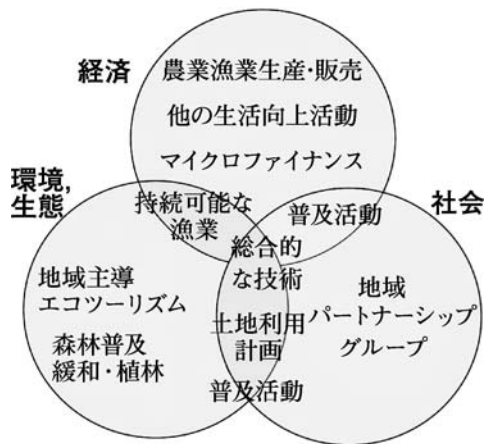 経済
農業漁業生産・販売
他の生活向上活動
マイクロファイナンス
環境,
生態
社会
持続可能な
漁業
普及活動
総合的
な技術
地域主導
エコツーリズム
森林普及
緩和・植林
土地利用
計画
普及活動
地域
パートナーシップ
グループ